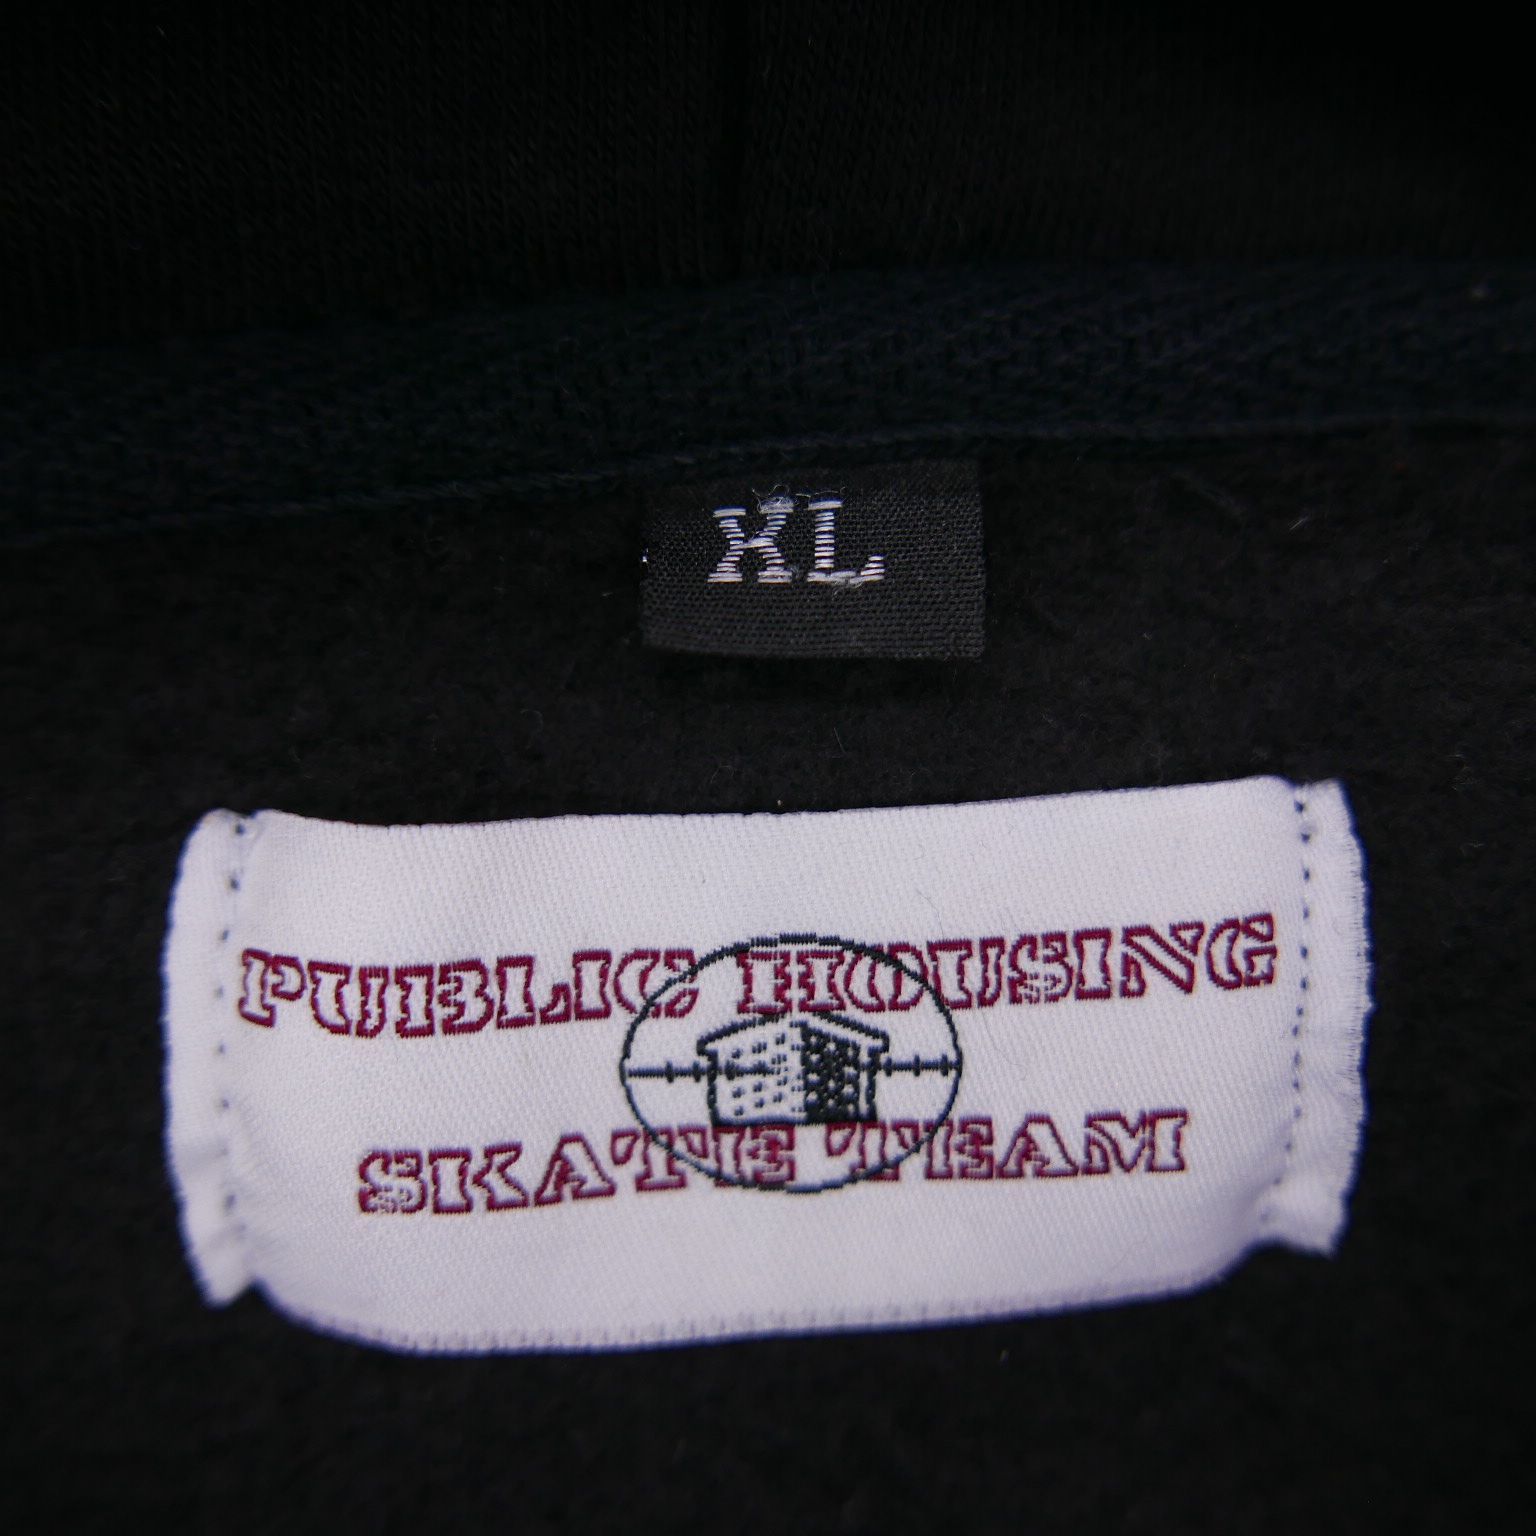 XL
PUBLIC HOUSING
SKATE TEAM